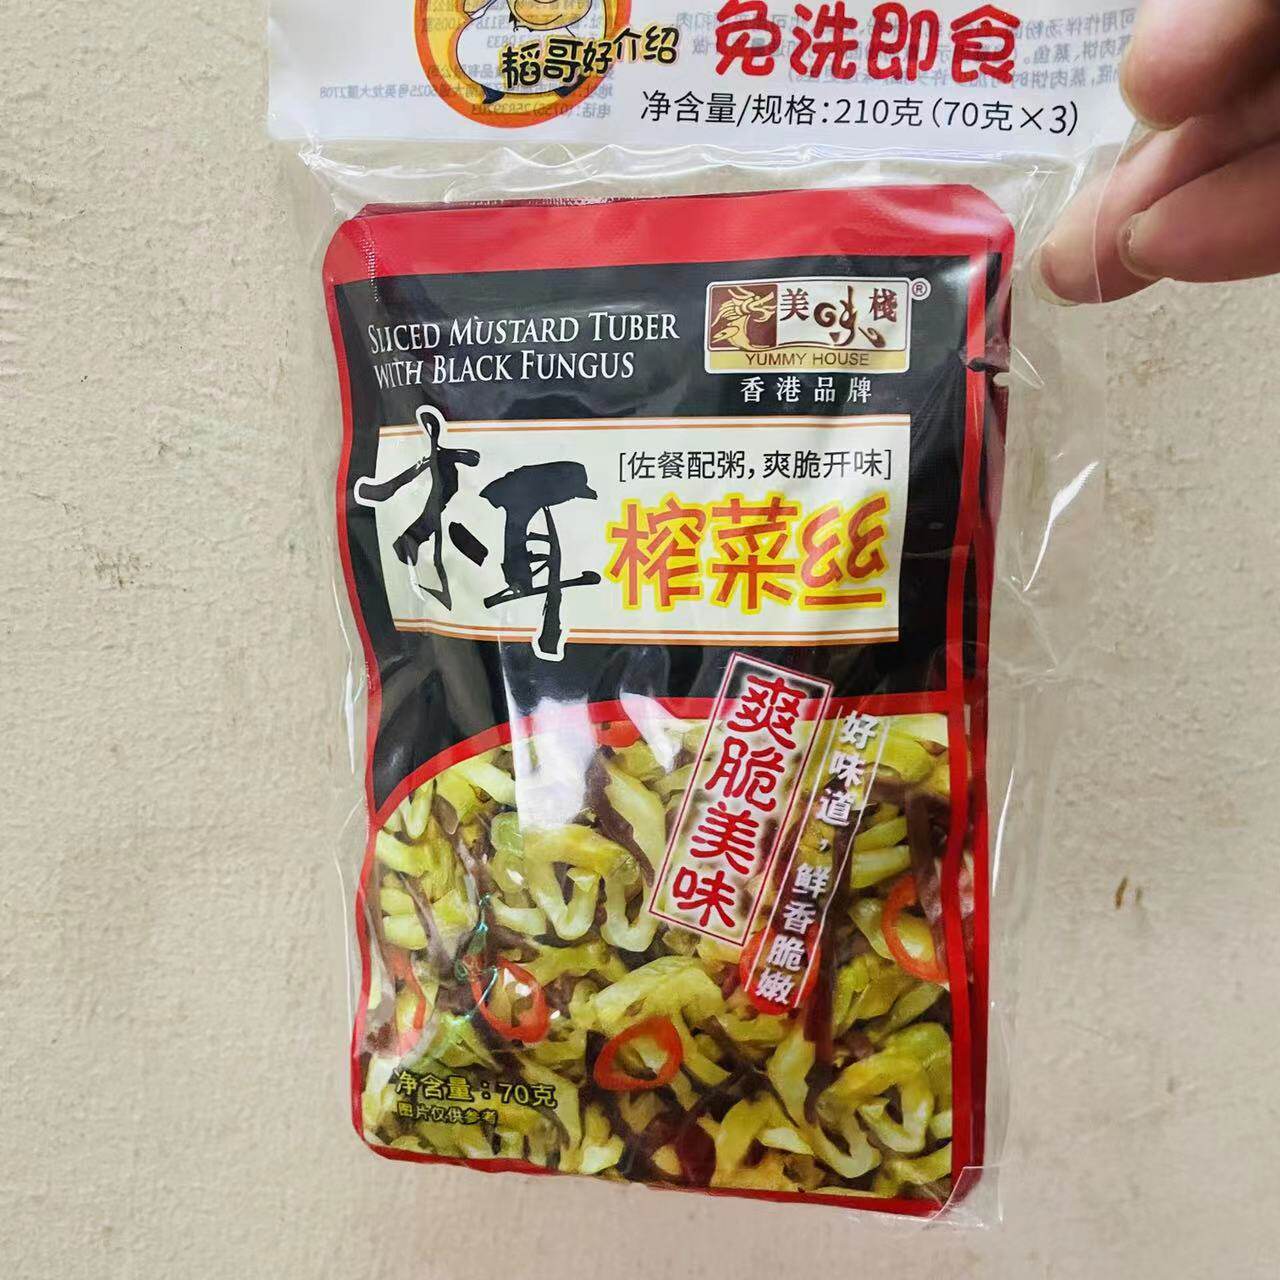 韬哥好介绍
免洗即食
净含量/规格:210克(70克×3)
SLICED MUSTARD TUBER
WITH BLACK FUNGUS
美味栈
®
YUMMY HOUSE
香港品牌
[佐餐配粥,爽脆开味]
木耳
榨菜丝
爽脆美味
好味道,鲜香脆嫩
净含量:70克
图片仅供参考